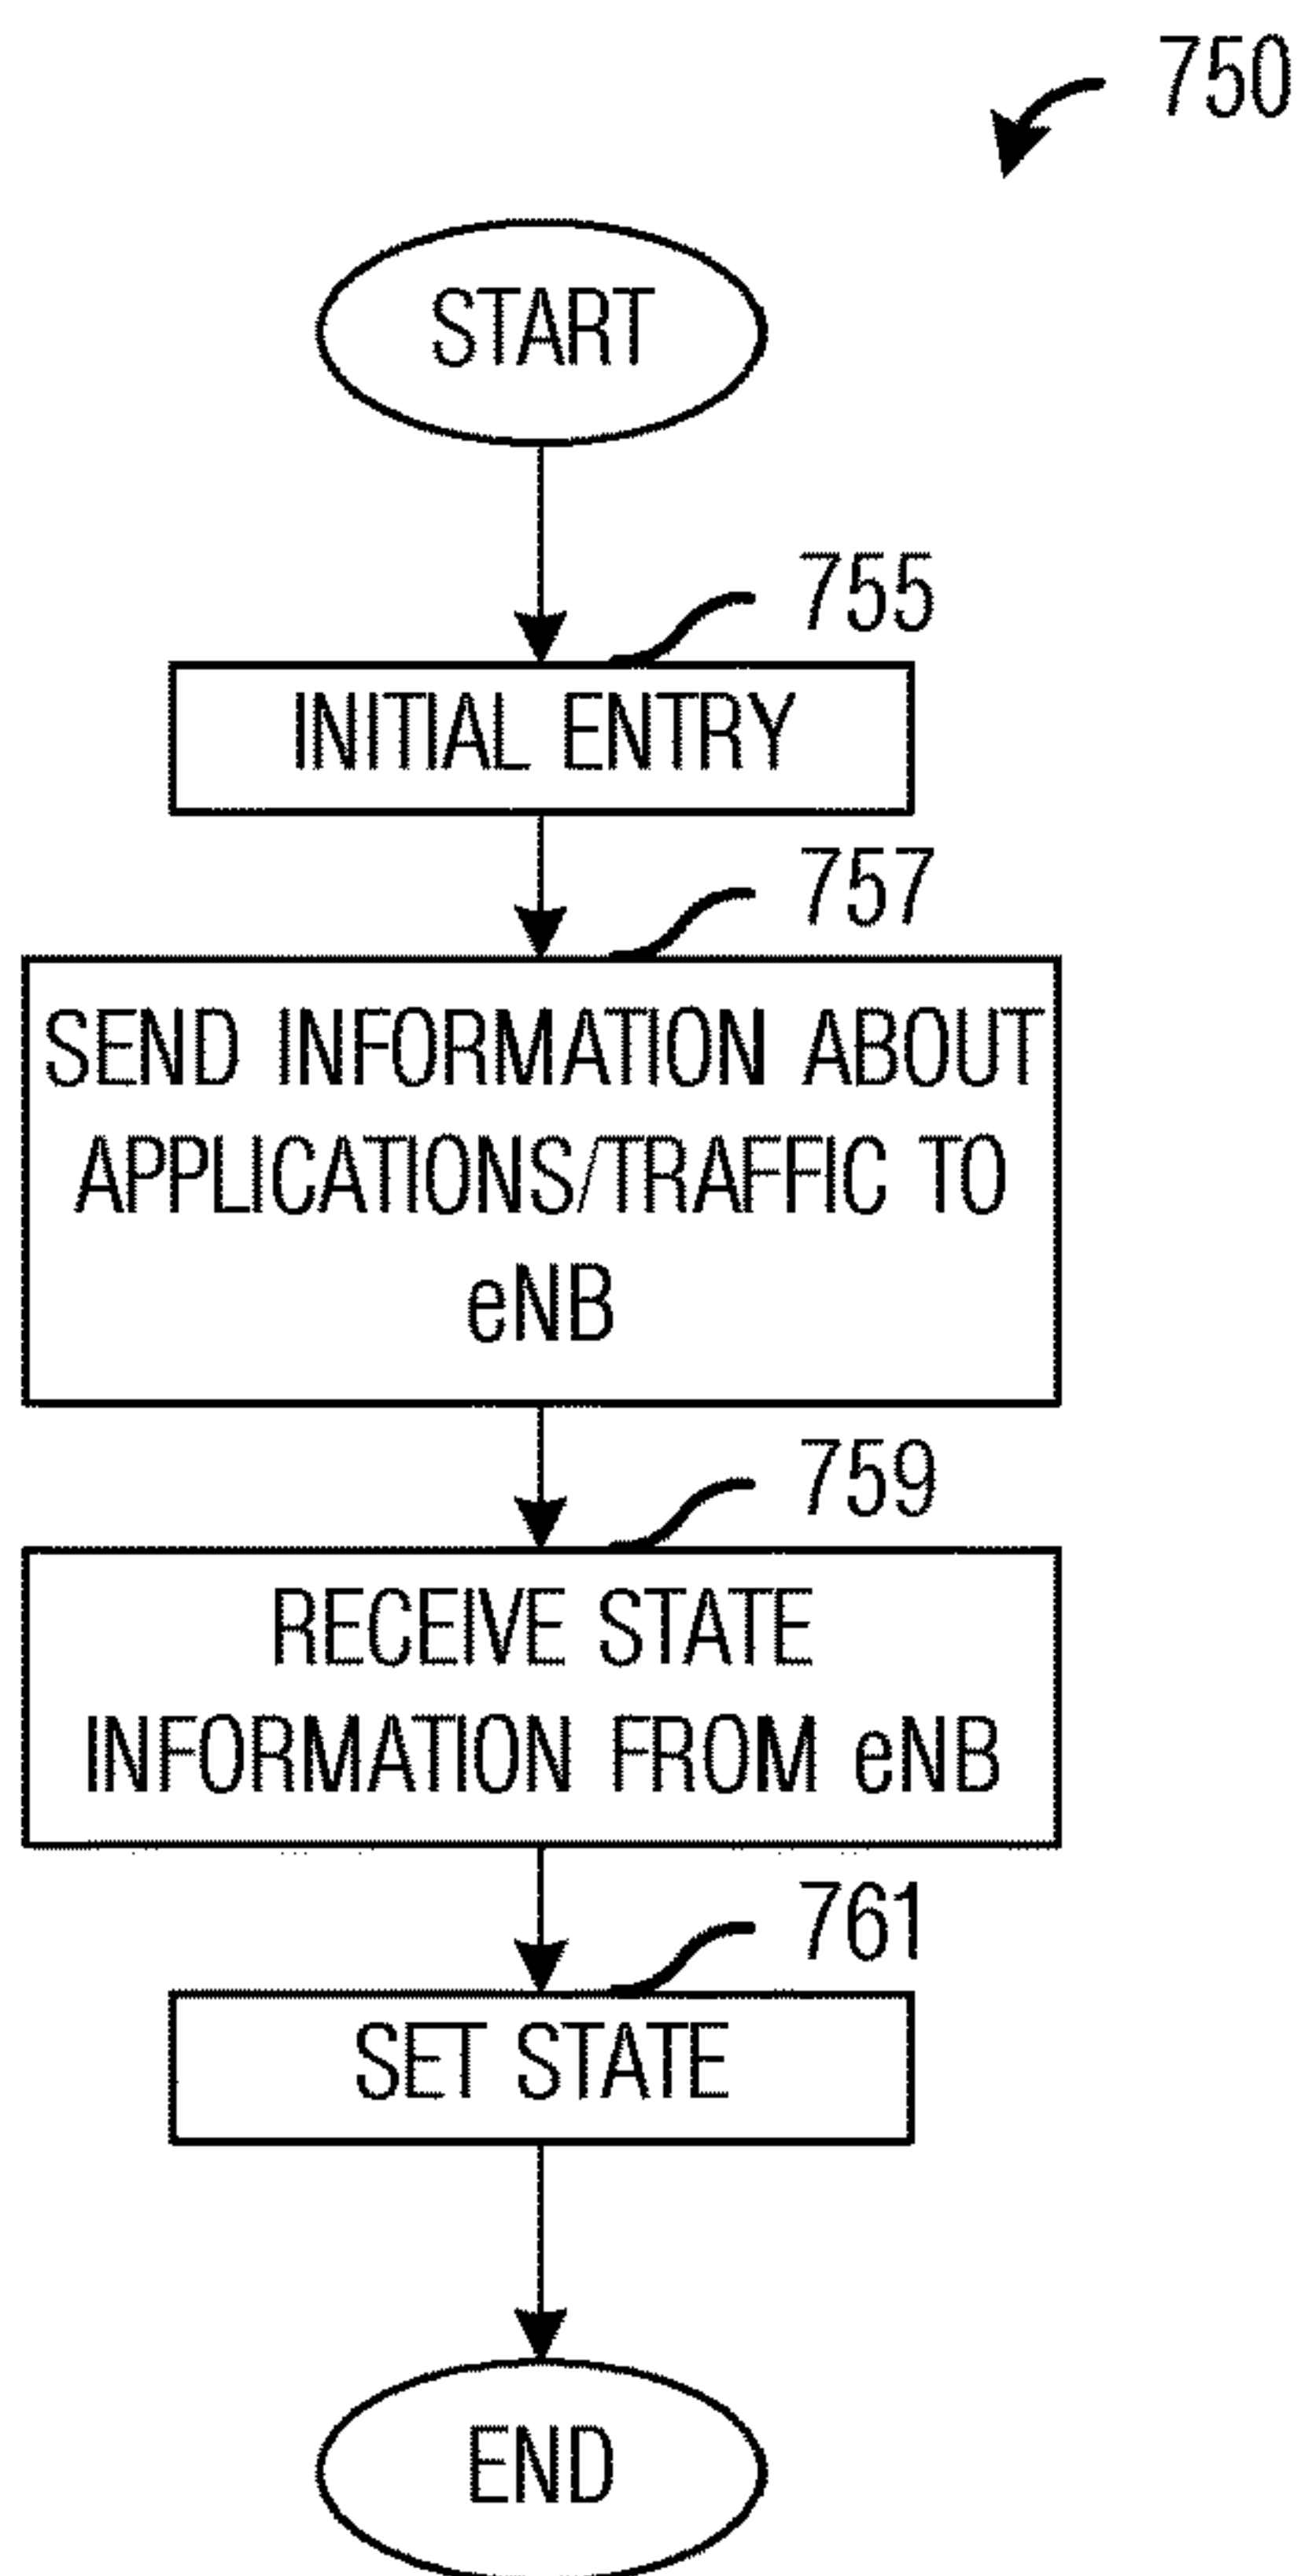 750
START
755
INITIAL ENTRY
757
SEND INFORMATION ABOUT
APPLICATIONS/TRAFFIC TO
eNB
759
RECEIVE STATE
INFORMATION FROM eNB
761
SET STATE
END